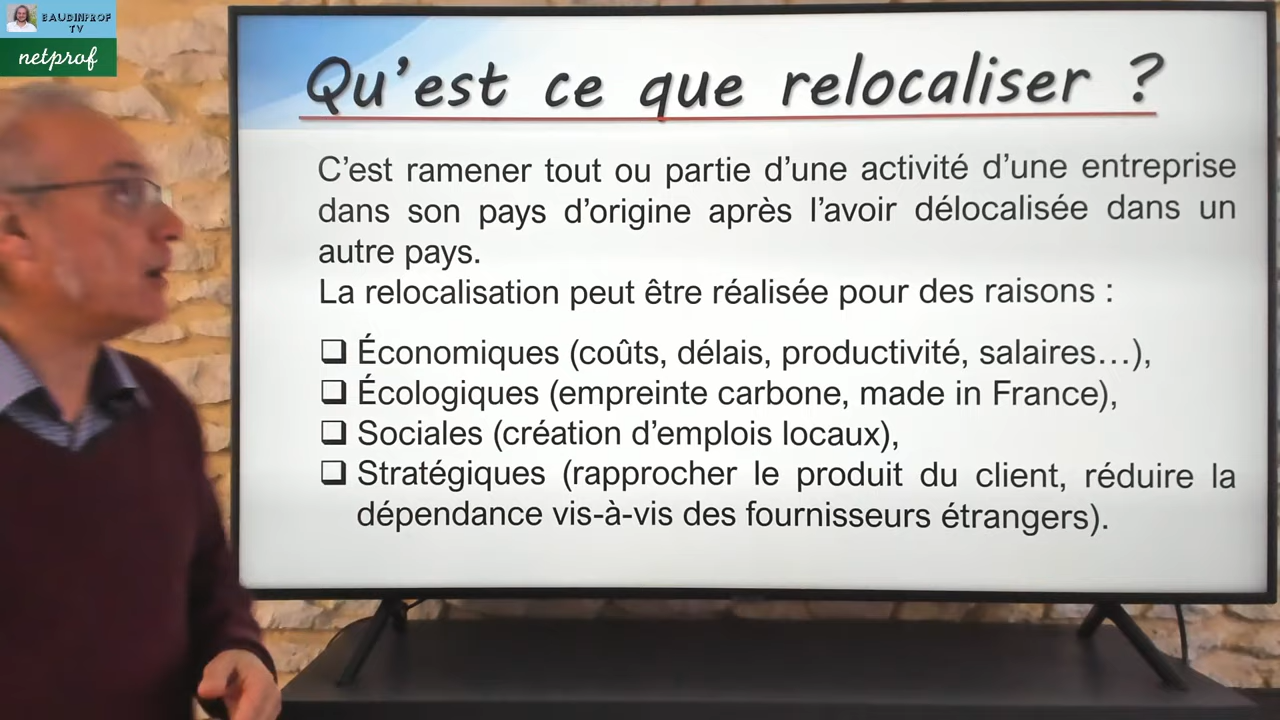 BAUDINPROF
TV
netprof
Qu'est ce que relocaliser ?
C'est ramener tout ou partie d'une activité d'une entreprise
dans son pays d'origine après l'avoir délocalisée dans un
autre pays.
La relocalisation peut être réalisée pour des raisons :
❑ Économiques (coûts, délais, productivité, salaires…),
❑ Écologiques (empreinte carbone, made in France),
❑ Sociales (création d'emplois locaux),
❑ Stratégiques (rapprocher le produit du client, réduire la
dépendance vis-à-vis des fournisseurs étrangers).